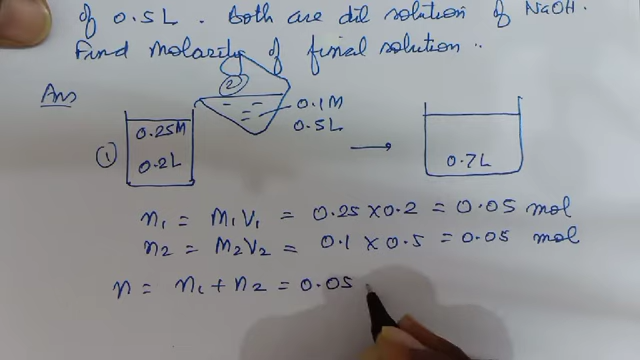 of 0.5 L. Both are dil solution of NaOH.
Find molarity of final solution ..
Ans
②
0.1M
0.5L
0.25M
①
0.2L
0.7L
n₁ = M₁V₁ = 0.25 × 0.2 = 0.05 mol
n₂ = M₂V₂ = 0.1 × 0.5 = 0.05 mol
n = n₁ + n₂ = 0.05